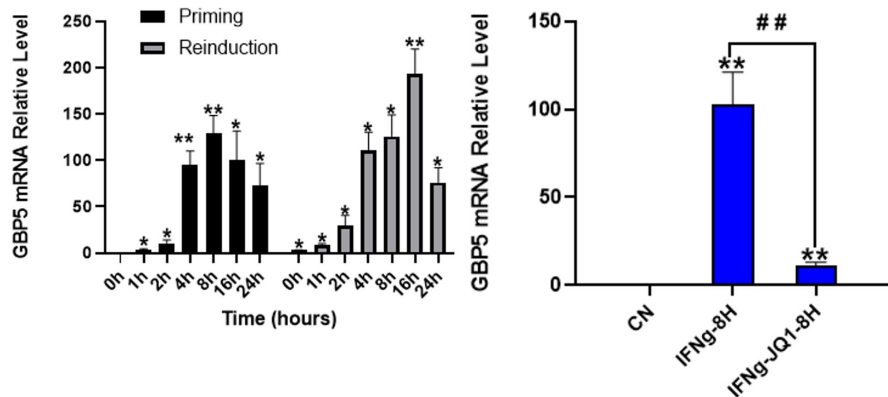 GBP5 mRNA Relative Level
Priming
Reinduction
250
200
150
100
50
0
*
*
**
**
*
*
*
*
*
*
*
**
*
0h
1h
2h
4h
8h
16h
24h
0h
1h
2h
4h
8h
16h
24h
Time (hours)
GBP5 mRNA Relative Level
150
100
50
0
##
**
**
CN
IFNg-8H
IFNg-JQ1-8H